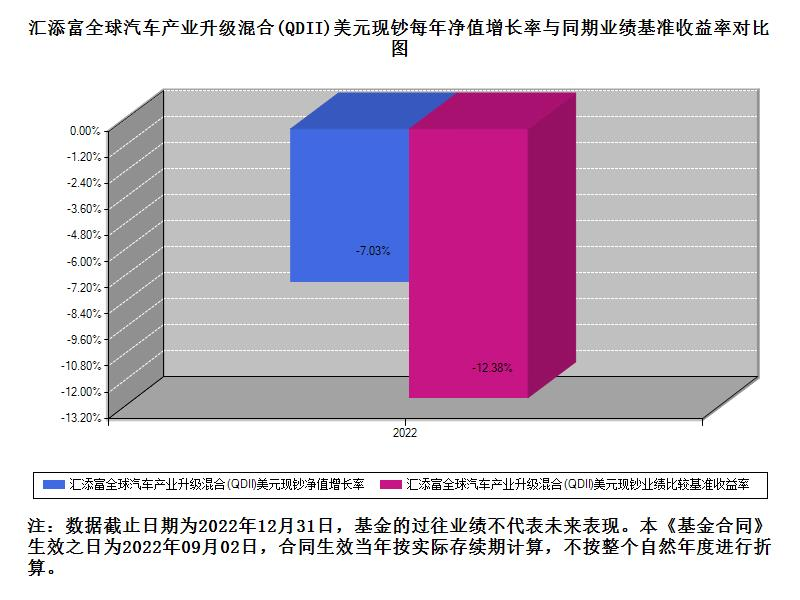 汇添富全球汽车产业升级混合(QDII)美元现钞每年净值增长率与同期业绩基准收益率对比
图
0.00%
-1.20%
-2.40%
-3.60%
-4.80%
-6.00%
-7.20%
-8.40%
-9.60%
-10.80%
-12.00%
-13.20%
-7.03%
-12.38%
2022
汇添富全球汽车产业升级混合(QDII)美元现钞净值增长率 汇添富全球汽车产业升级混合(QDII)美元现钞业绩比较基准收益率
注：数据截止日期为2022年12月31日，基金的过往业绩不代表未来表现。本《基金合同》
生效之日为2022年09月02日，合同生效当年按实际存续期计算，不按整个自然年度进行折
算。